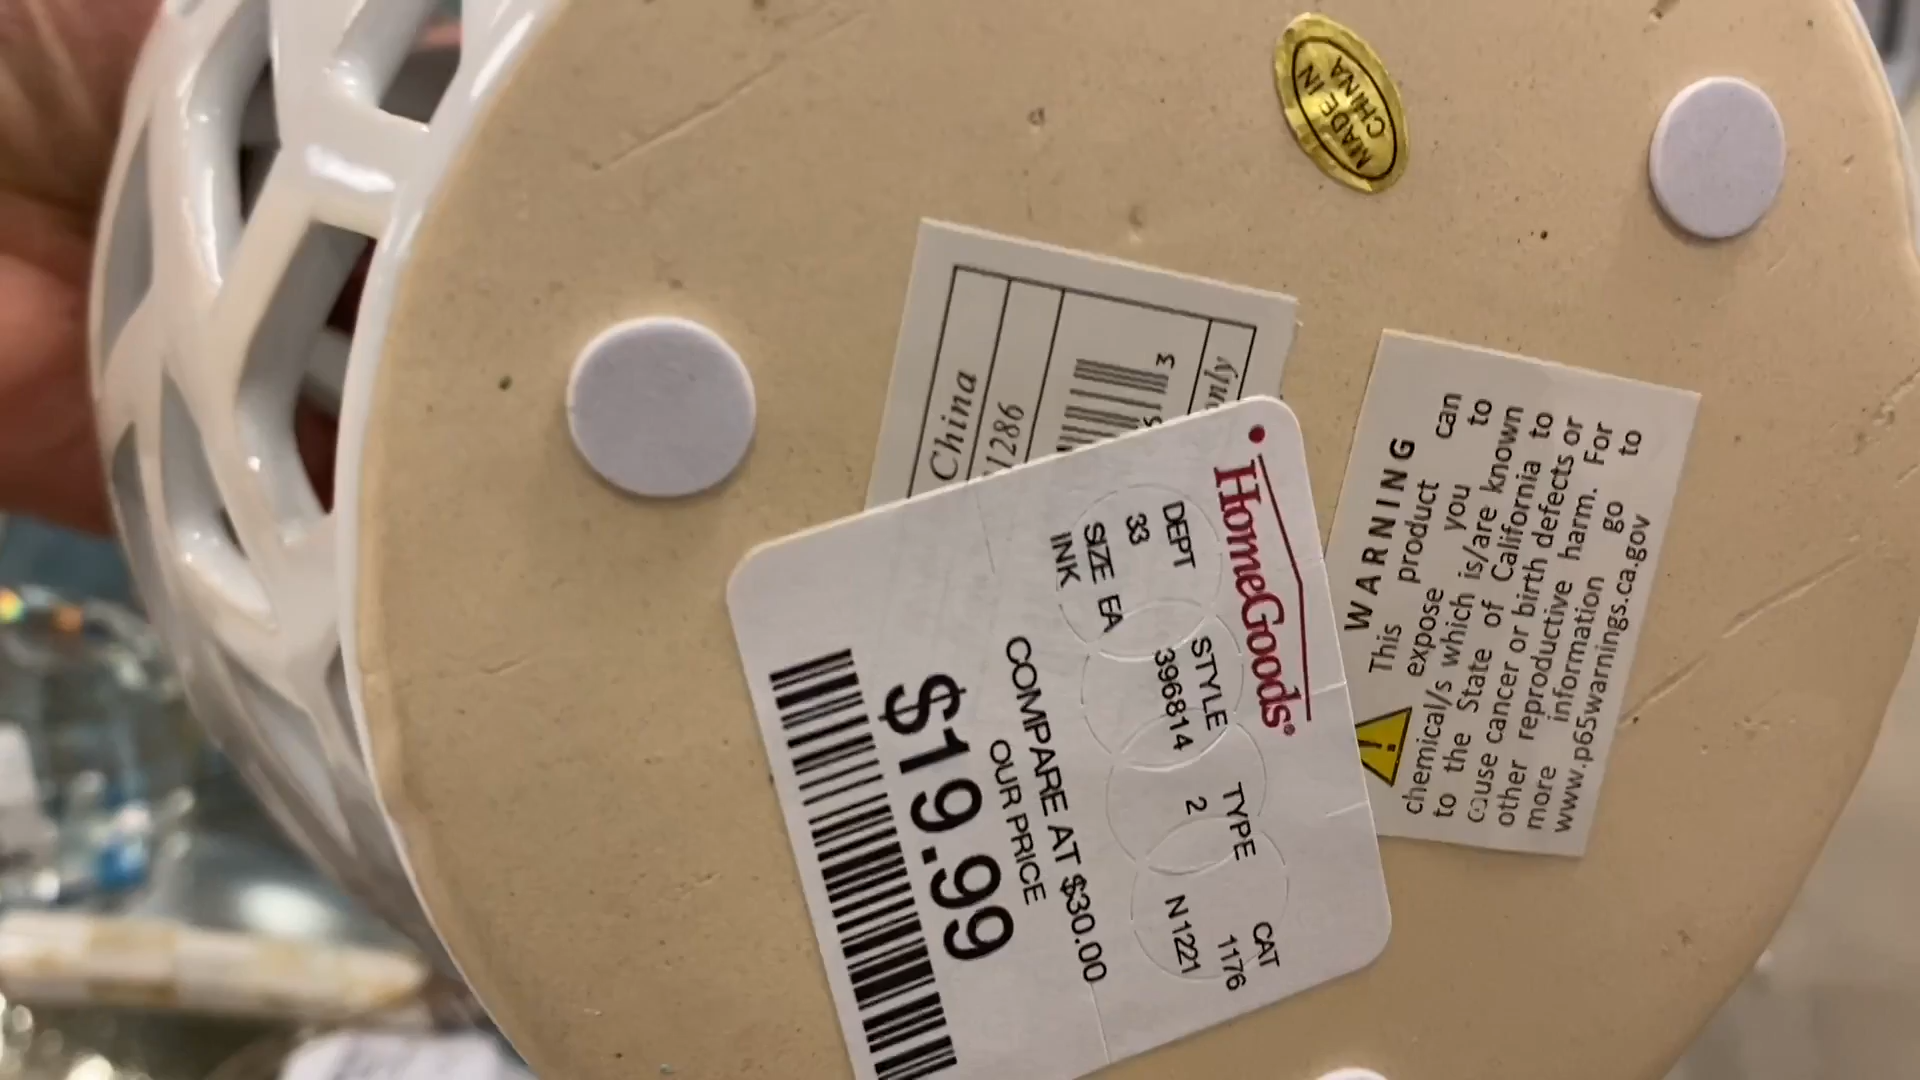 MADE IN
CHINA
China
1286
3
only
HomeGoods®
DEPT STYLE TYPE CAT
33 396814 2 1176
SIZE EA N1221
INK
COMPARE AT $30.00
OUR PRICE
$19.99
WARNING
This product can
expose you to
chemical/s which is/are known
to the State of California to
cause cancer or birth defects or
other reproductive harm. For
more information go to
www.p65warnings.ca.gov